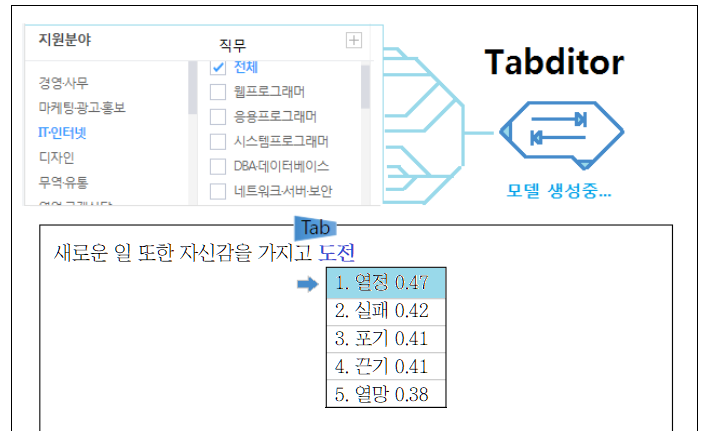 지원분야
직무
경영·사무
마케팅·광고·홍보
IT·인터넷
디자인
무역·유통
전체
웹프로그래머
응용프로그래머
시스템프로그래머
DBA·데이터베이스
네트워크·서버·보안
Tabditor
모델 생성중...
Tab
새로운 일 또한 자신감을 가지고 도전
1. 열정 0.47
2. 실패 0.42
3. 포기 0.41
4. 끈기 0.41
5. 열망 0.38